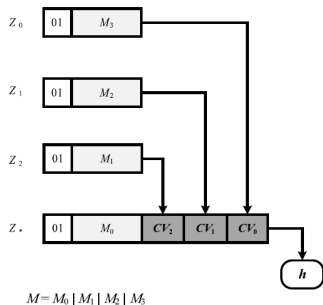 Z₀ 01 M₃
Z₁ 01 M₂
Z₂ 01 M₁
Z* 01 M₀ CV₂ CV₁ CV₀
h
M = M₀ | M₁ | M₂ | M₃